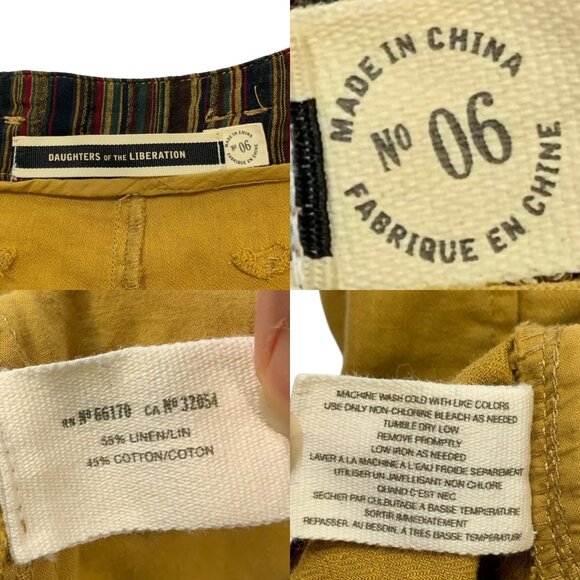 DAUGHTERS OF THE LIBERATION
MADE IN CHINA
No 06
FABRIQUE EN CHINE
MADE IN CHINA
No 06
FABRIQUE EN CHINE
RN No 66170 CA No 32054
55% LINEN/LIN
45% COTTON/COTON
MACHINE WASH COLD WITH LIKE COLORS
USE ONLY NON-CHLORINE BLEACH AS NEEDED
TUMBLE DRY LOW
REMOVE PROMPTLY
LOW IRON AS NEEDED
LAVER A LA MACHINE A L'EAU FROIDE SEPAREMENT
UTILISER UN JAVELLISANT NON CHLORE
QUAND C'EST NEC
SECHER PAR CULBUTAGE A BASSE TEMPERATURE
SORTIR IMMEDIATEMENT
REPASSER, AU BESOIN, A TRES BASSE TEMPERATURE